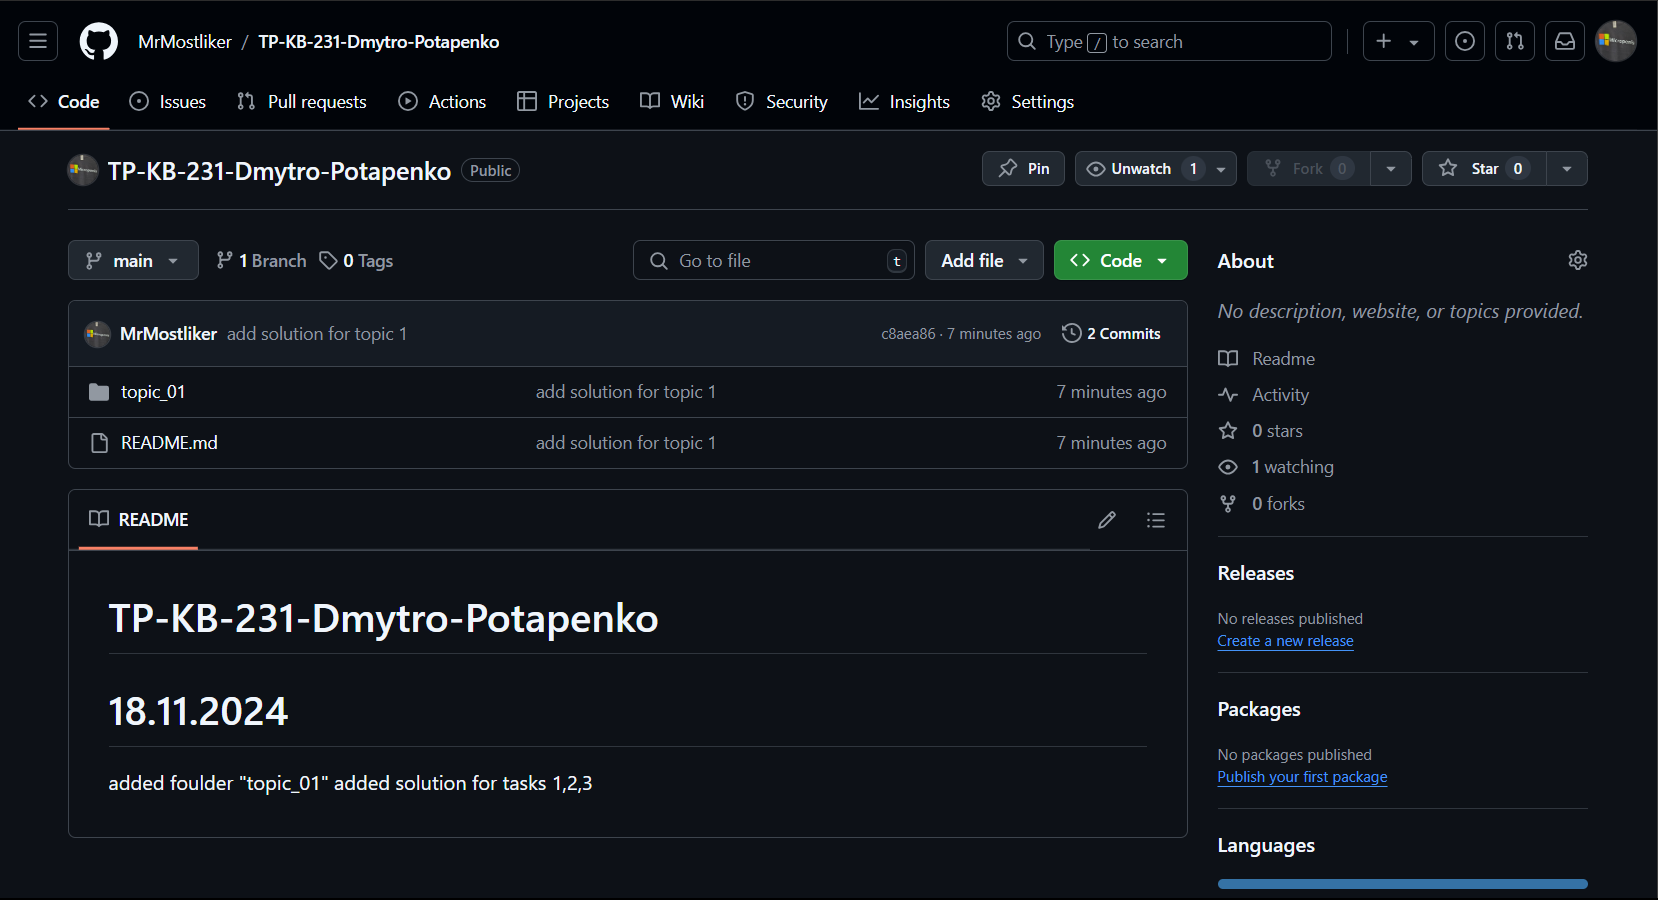 MrMostliker / TP-KB-231-Dmytro-Potapenko Type / to search
Code Issues Pull requests Actions Projects Wiki Security Insights Settings
TP-KB-231-Dmytro-Potapenko Public Pin Unwatch 1 Fork 0 Star 0
main 1 Branch 0 Tags Go to file t Add file Code
MrMostliker add solution for topic 1 c8aea86 · 7 minutes ago 2 Commits
topic_01 add solution for topic 1 7 minutes ago
README.md add solution for topic 1 7 minutes ago
README
TP-KB-231-Dmytro-Potapenko
18.11.2024
added foulder "topic_01" added solution for tasks 1,2,3
About
No description, website, or topics provided.
Readme
Activity
0 stars
1 watching
0 forks
Releases
No releases published
Create a new release
Packages
No packages published
Publish your first package
Languages